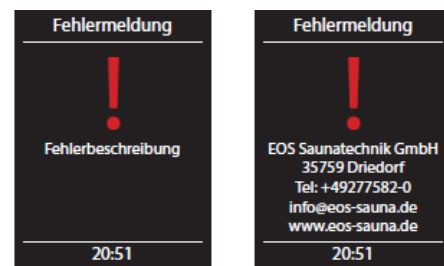 Fehlermeldung
!
Fehlerbeschreibung
20:51
Fehlermeldung
!
EOS Saunatechnik GmbH
35759 Driedorf
Tel: +49277582-0
info@eos-sauna.de
www.eos-sauna.de
20:51